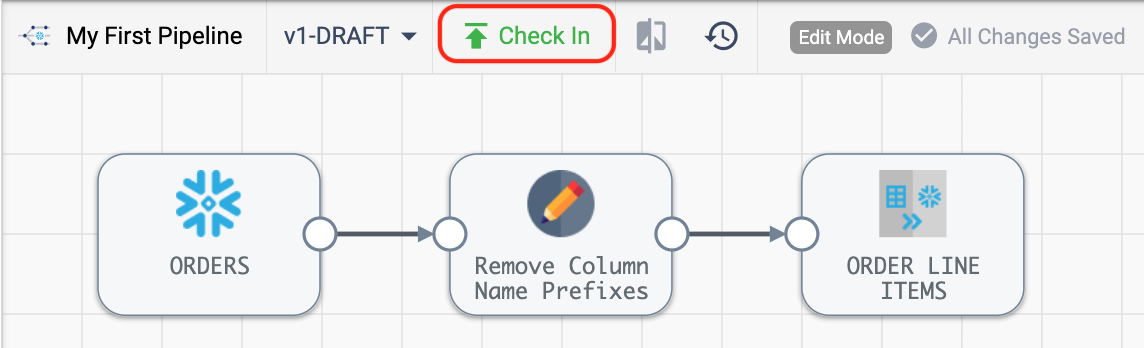 My First Pipeline v1-DRAFT Check In Edit Mode All Changes Saved
ORDERS
Remove Column
Name Prefixes
ORDER LINE
ITEMS